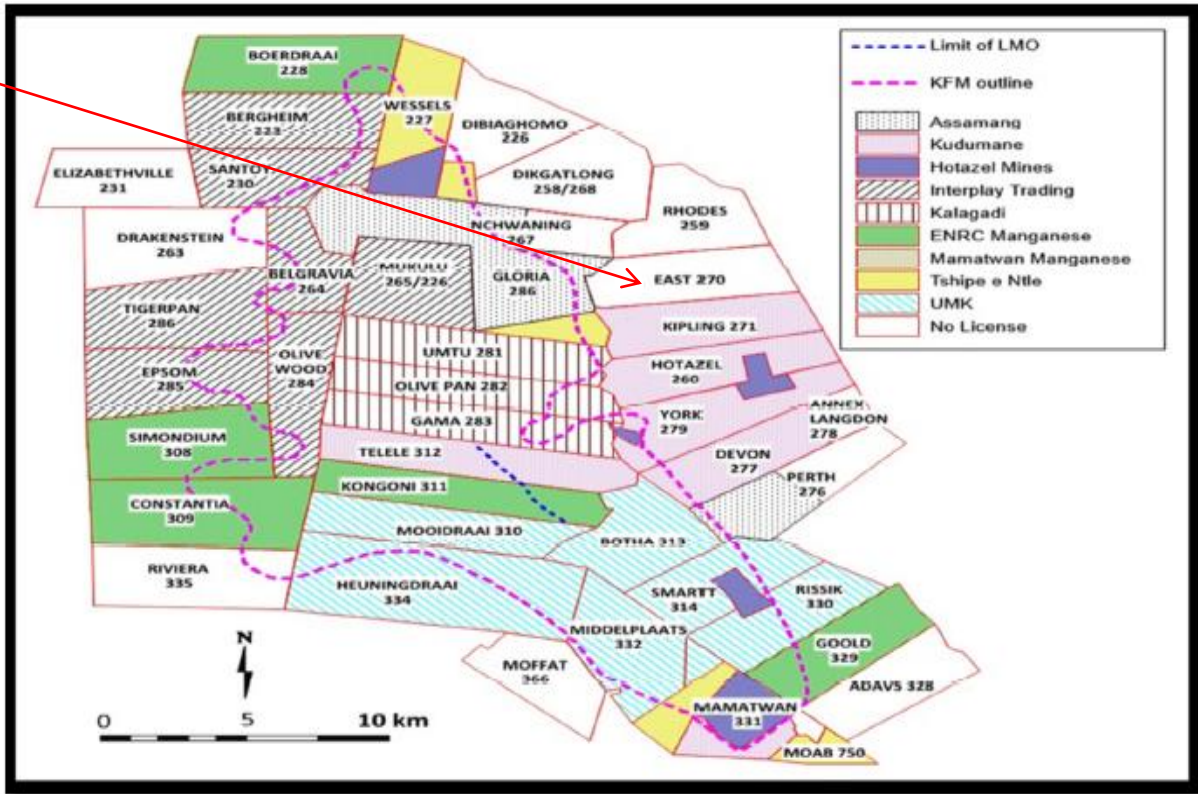 BOERDRAAI
228
WESSELS
227
BERGHEIM
223
DIBIAGHOMO
226
ELIZABETHVILLE
231
SANTOY
230
DIKGATLONG
258/268
RHODES
259
NCHWANING
267
DRAKENSTEIN
263
BELGRAVIA
264
MUKULU
265/226
GLORIA
286
EAST 270
TIGERPAN
286
KIPLING 271
UMTU 281
HOTAZEL
260
OLIVE
WOOD
284
EPSOM
285
OLIVE PAN 282
GAMA 283
YORK
279
ANNEX
LANGDON
278
SIMONDIUM
308
TELELE 312
DEVON
277
PERTH
276
KONGONI 311
CONSTANTIA
309
MOOIDRAAI 310
BOTHA 313
RIVIERA
335
HEUNINGDRAAI
334
SMARTT
314
RISSIK
330
MIDDELPLAATS
332
GOOLD
329
MOFFAT
366
ADAVS 328
MAMATWAN
331
MOAB 750
N
0 5 10 km
Limit of LMO
KFM outline
Assamang
Kudumane
Hotazel Mines
Interplay Trading
Kalagadi
ENRC Manganese
Mamatwan Manganese
Tshipe e Ntle
UMK
No License